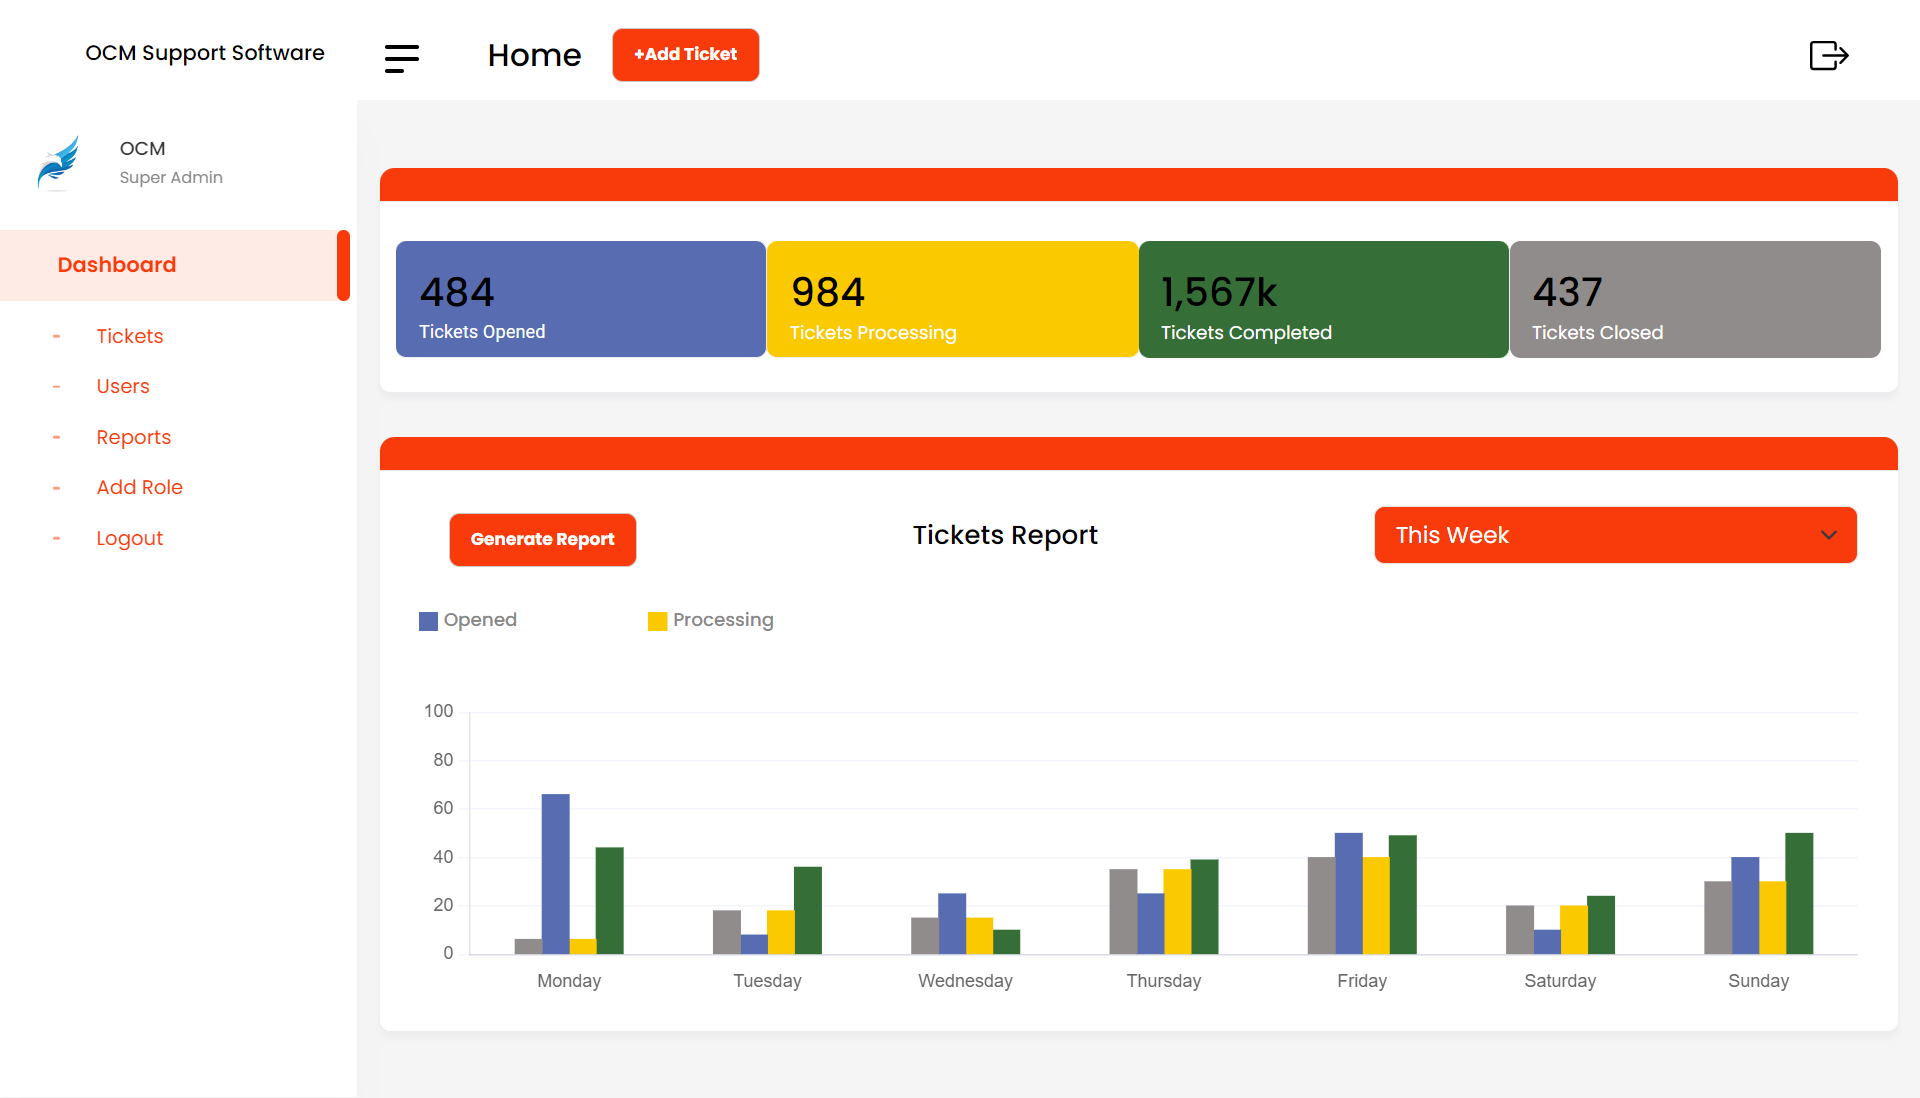 OCM Support Software
Home
+Add Ticket
OCM
Super Admin
Dashboard
- Tickets
- Users
- Reports
- Add Role
- Logout
484
Tickets Opened
984
Tickets Processing
1,567k
Tickets Completed
437
Tickets Closed
Generate Report
Tickets Report
This Week
Opened
Processing
100
80
60
40
20
0
Monday
Tuesday
Wednesday
Thursday
Friday
Saturday
Sunday